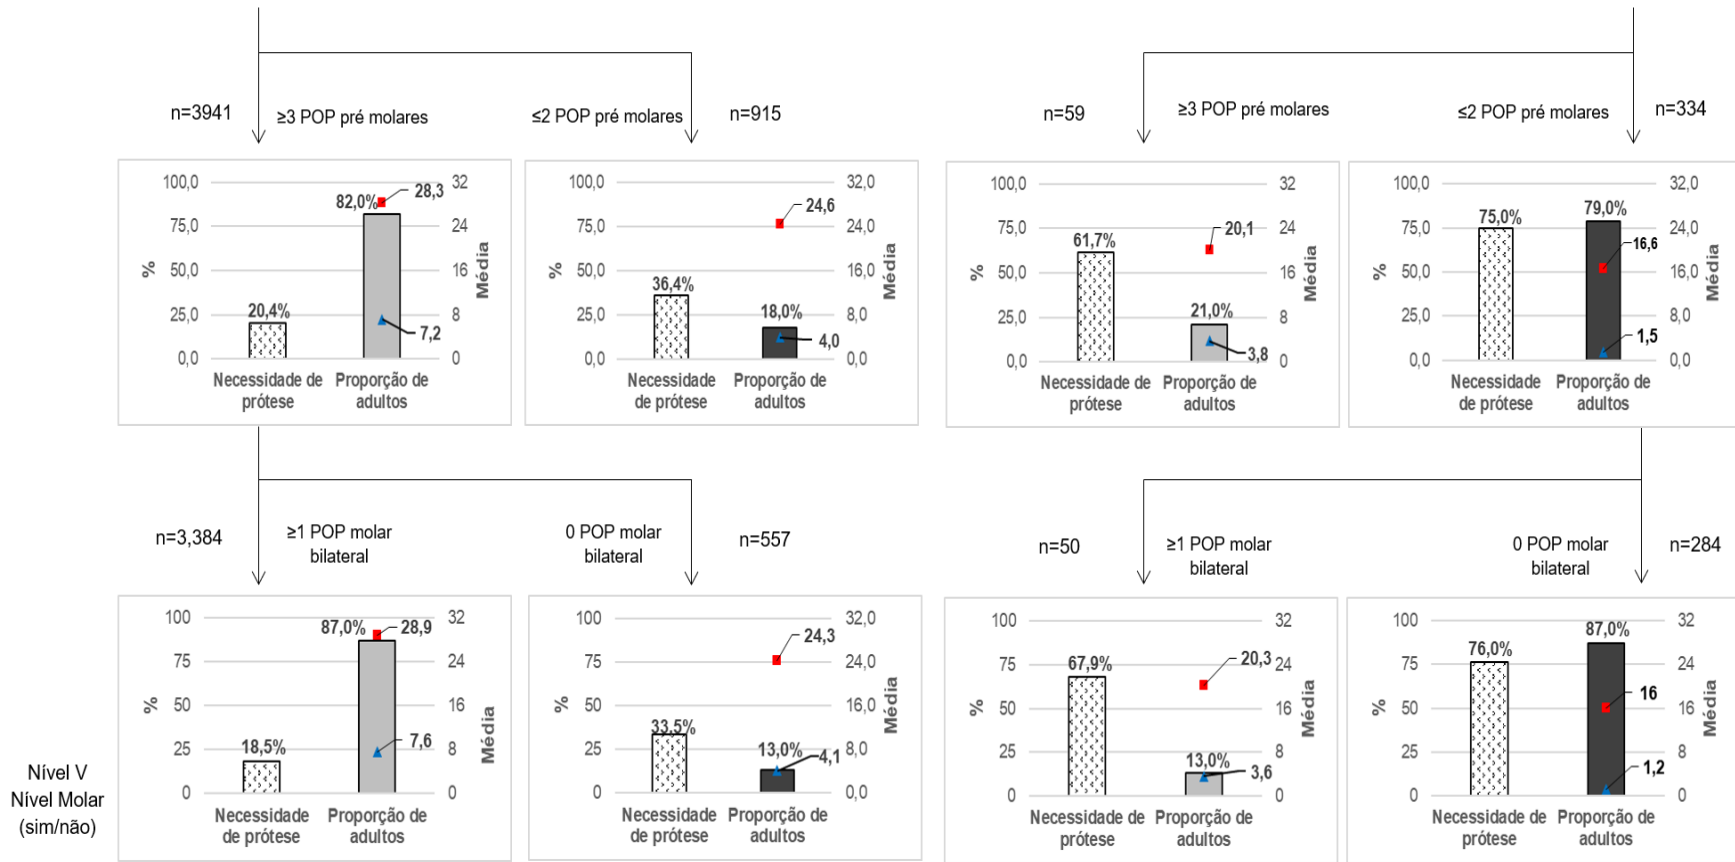 n=3941
≥3 POP pré molares
≤2 POP pré molares
n=915
n=59
≥3 POP pré molares
≤2 POP pré molares
n=334
100,0
75,0
50,0
25,0
0,0
%
32
24
16
8
0
Média
20,4%
82,0%
28,3
7,2
Necessidade de
prótese
Proporção de
adultos
100,0
75,0
50,0
25,0
0,0
%
32,0
24,0
16,0
8,0
0,0
Média
36,4%
18,0%
24,6
4,0
Necessidade
de prótese
Proporção de
adultos
100,0
75,0
50,0
25,0
0,0
%
32
24
16
8
0
Média
61,7%
21,0%
20,1
3,8
Necessidade de
prótese
Proporção de
adultos
100,0
75,0
50,0
25,0
0,0
%
32,0
24,0
16,0
8,0
0,0
Média
75,0%
79,0%
16,6
1,5
Necessidade
de prótese
Proporção de
adultos
n=3,384
≥1 POP molar
bilateral
0 POP molar
bilateral
n=557
n=50
≥1 POP molar
bilateral
0 POP molar
bilateral
n=284
Nível V
Nível Molar
(sim/não)
100
75
50
25
0
%
32
24
16
8
0
Média
18,5%
87,0%
28,9
7,6
Necessidade
de prótese
Proporção de
adultos
100
75
50
25
0
%
32,0
24,0
16,0
8,0
0,0
Média
33,5%
13,0%
24,3
4,1
Necessidade
de prótese
Proporção de
adultos
100
75
50
25
0
%
32
24
16
8
0
Média
67,9%
13,0%
20,3
3,6
Necessidade de
prótese
Proporção de
adultos
100
75
50
25
0
%
32
24
16
8
0
Média
76,0%
87,0%
16
1,2
Necessidade de
prótese
Proporção de
adultos